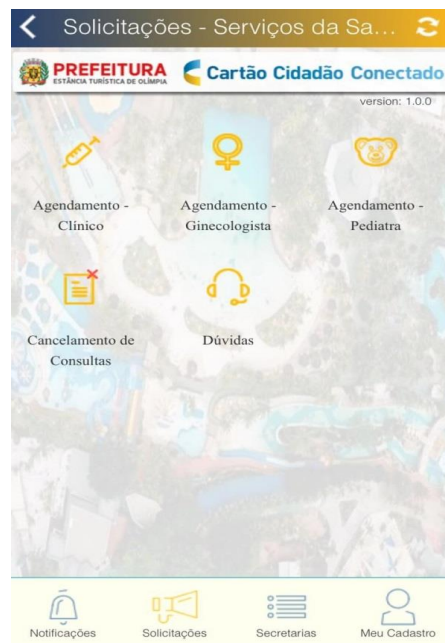 Solicitações - Serviços da Sa...
PREFEITURA
ESTÂNCIA TURÍSTICA DE OLÍMPIA
Cartão Cidadão Conectado
version: 1.0.0
Agendamento -
Clínico
Agendamento -
Ginecologista
Agendamento -
Pediatra
Cancelamento de
Consultas
Dúvidas
Notificações
Solicitações
Secretarias
Meu Cadastro